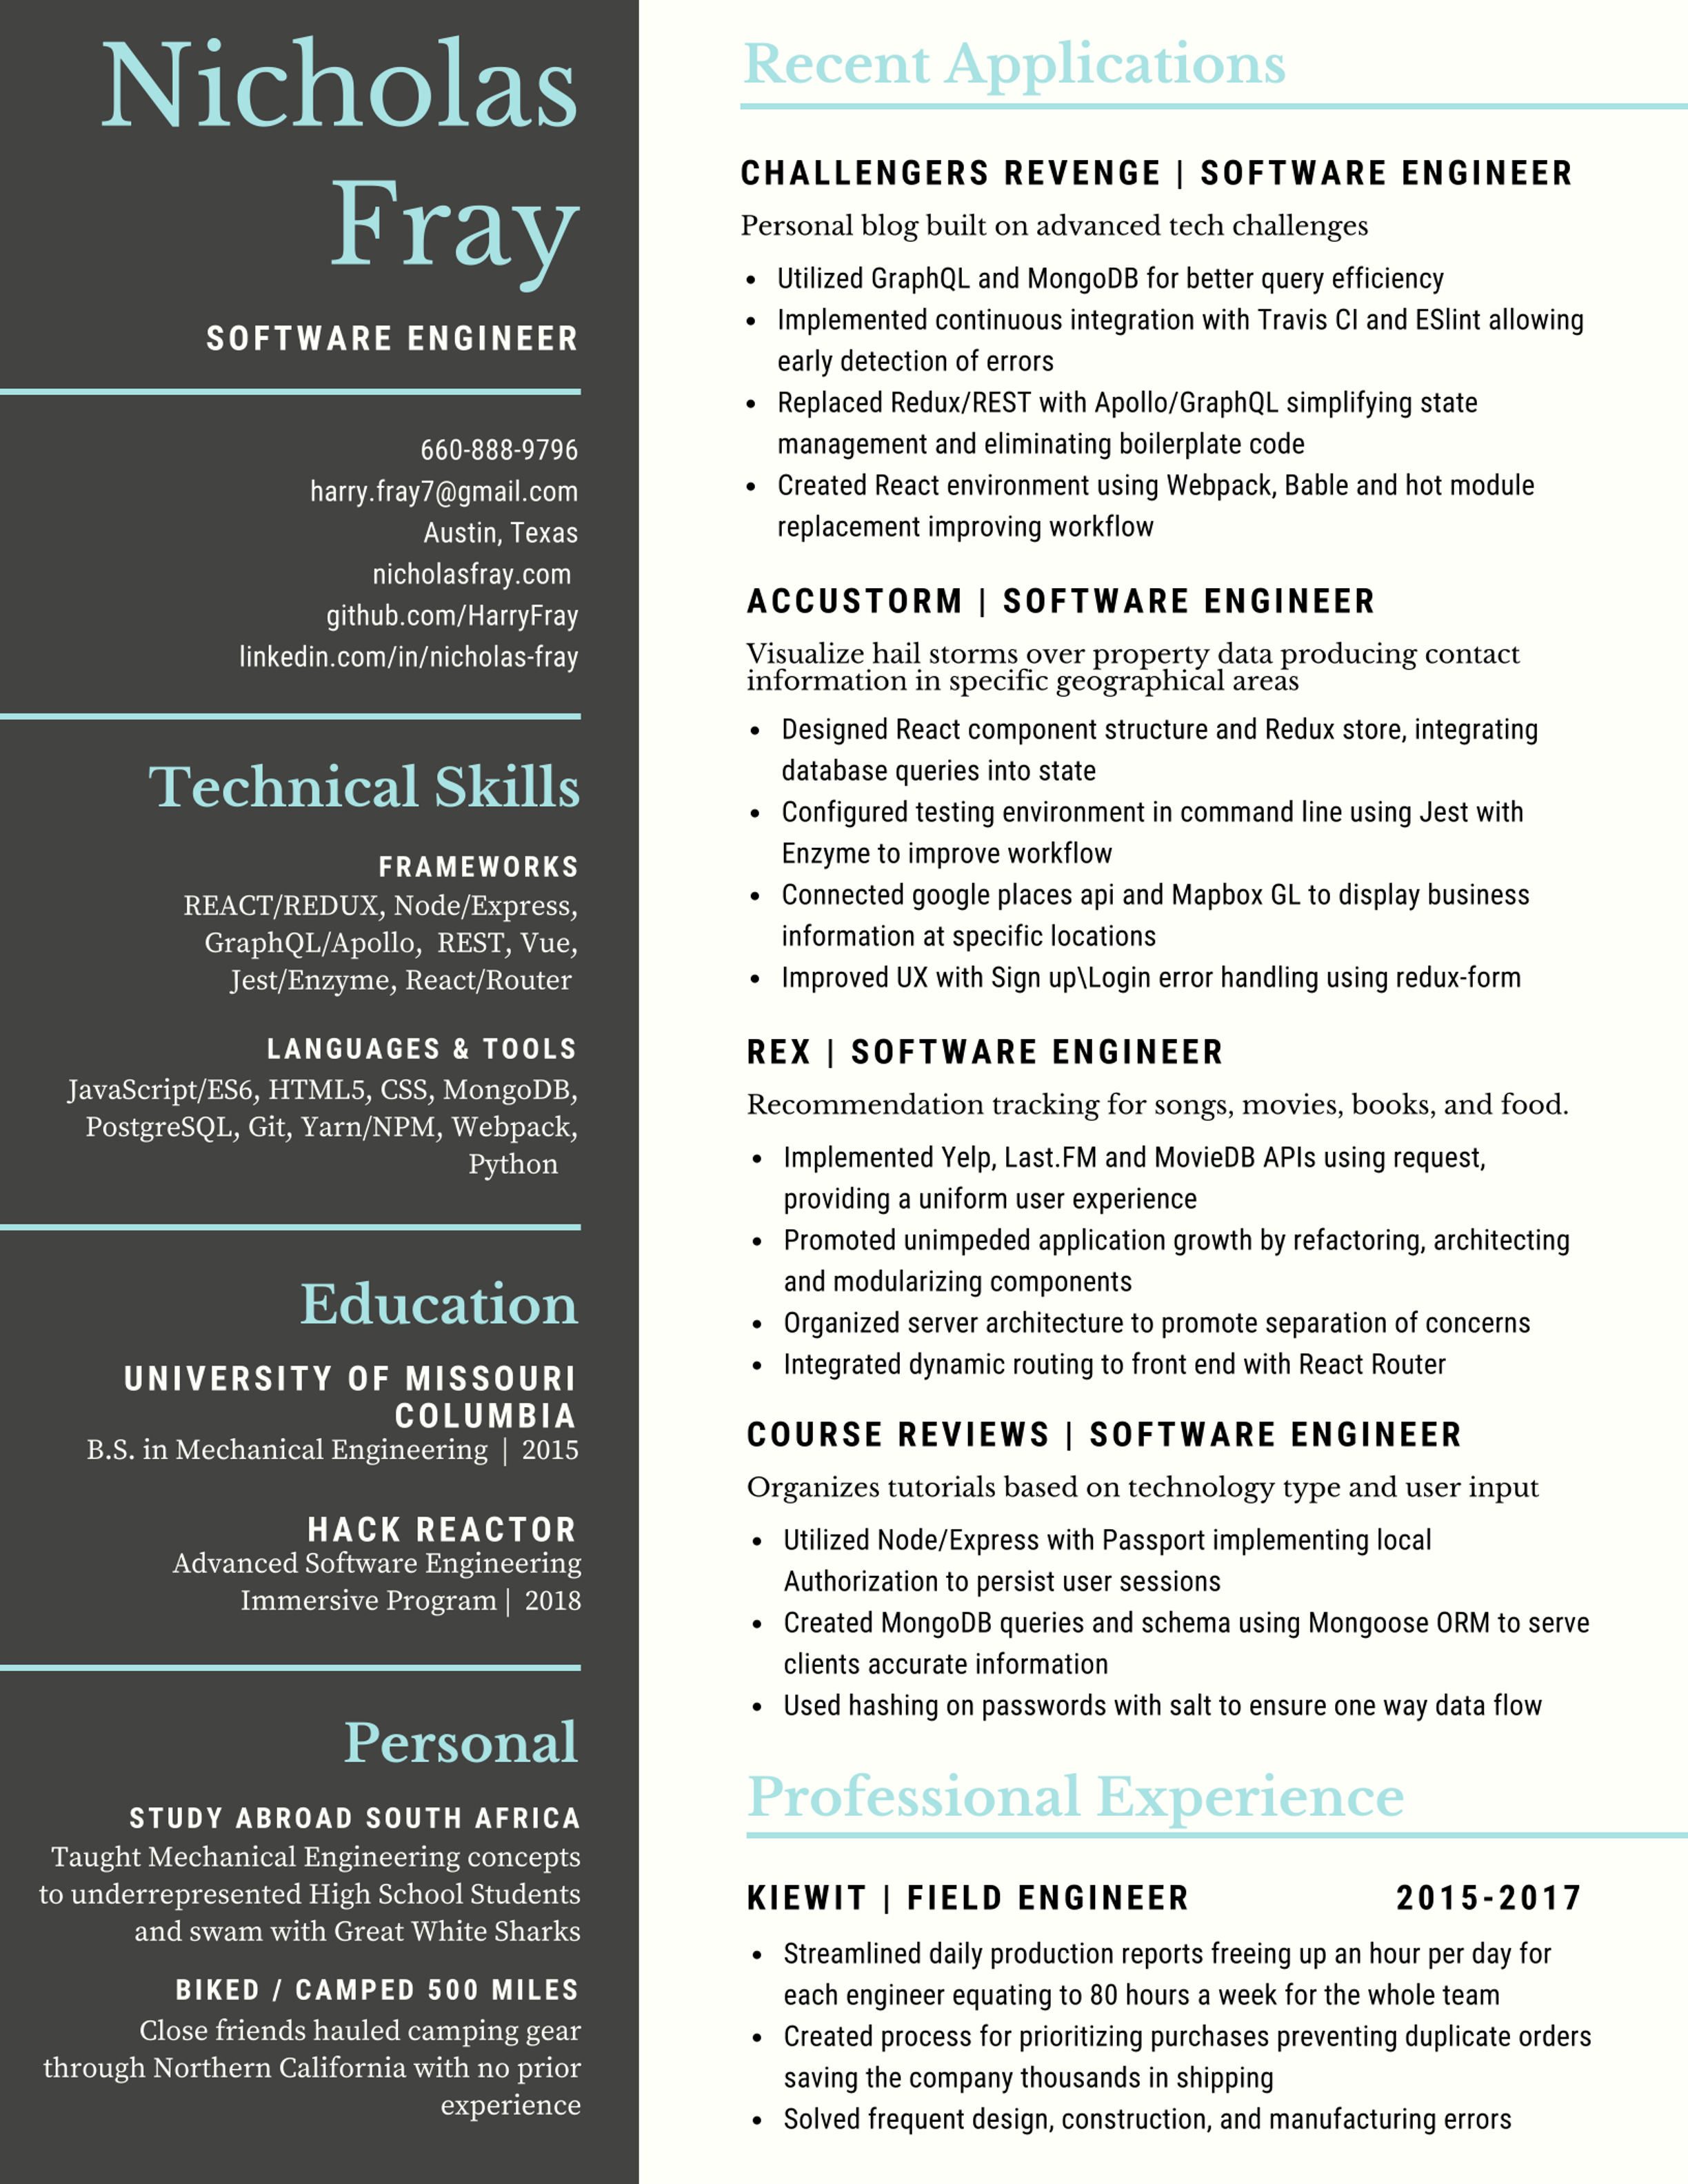 Nicholas
Fray
SOFTWARE ENGINEER
660-888-9796
harry.fray7@gmail.com
Austin, Texas
nicholasfray.com
github.com/HarryFray
linkedin.com/in/nicholas-fray
Technical Skills
FRAMEWORKS
REACT/REDUX, Node/Express,
GraphQL/Apollo, REST, Vue,
Jest/Enzyme, React/Router
LANGUAGES & TOOLS
JavaScript/ES6, HTML5, CSS, MongoDB,
PostgreSQL, Git, Yarn/NPM, Webpack,
Python
Education
UNIVERSITY OF MISSOURI
COLUMBIA
B.S. in Mechanical Engineering | 2015
HACK REACTOR
Advanced Software Engineering
Immersive Program | 2018
Personal
STUDY ABROAD SOUTH AFRICA
Taught Mechanical Engineering concepts
to underrepresented High School Students
and swam with Great White Sharks
BIKED / CAMPED 500 MILES
Close friends hauled camping gear
through Northern California with no prior
experience
Recent Applications
CHALLENGERS REVENGE | SOFTWARE ENGINEER
Personal blog built on advanced tech challenges
• Utilized GraphQL and MongoDB for better query efficiency
• Implemented continuous integration with Travis CI and ESlint allowing
early detection of errors
• Replaced Redux/REST with Apollo/GraphQL simplifying state
management and eliminating boilerplate code
• Created React environment using Webpack, Bable and hot module
replacement improving workflow
ACCUSTORM | SOFTWARE ENGINEER
Visualize hail storms over property data producing contact
information in specific geographical areas
• Designed React component structure and Redux store, integrating
database queries into state
• Configured testing environment in command line using Jest with
Enzyme to improve workflow
• Connected google places api and Mapbox GL to display business
information at specific locations
• Improved UX with Sign up\Login error handling using redux-form
REX | SOFTWARE ENGINEER
Recommendation tracking for songs, movies, books, and food.
• Implemented Yelp, Last.FM and MovieDB APIs using request,
providing a uniform user experience
• Promoted unimpeded application growth by refactoring, architecting
and modularizing components
• Organized server architecture to promote separation of concerns
• Integrated dynamic routing to front end with React Router
COURSE REVIEWS | SOFTWARE ENGINEER
Organizes tutorials based on technology type and user input
• Utilized Node/Express with Passport implementing local
Authorization to persist user sessions
• Created MongoDB queries and schema using Mongoose ORM to serve
clients accurate information
• Used hashing on passwords with salt to ensure one way data flow
Professional Experience
KIEWIT | FIELD ENGINEER 2015-2017
• Streamlined daily production reports freeing up an hour per day for
each engineer equating to 80 hours a week for the whole team
• Created process for prioritizing purchases preventing duplicate orders
saving the company thousands in shipping
• Solved frequent design, construction, and manufacturing errors